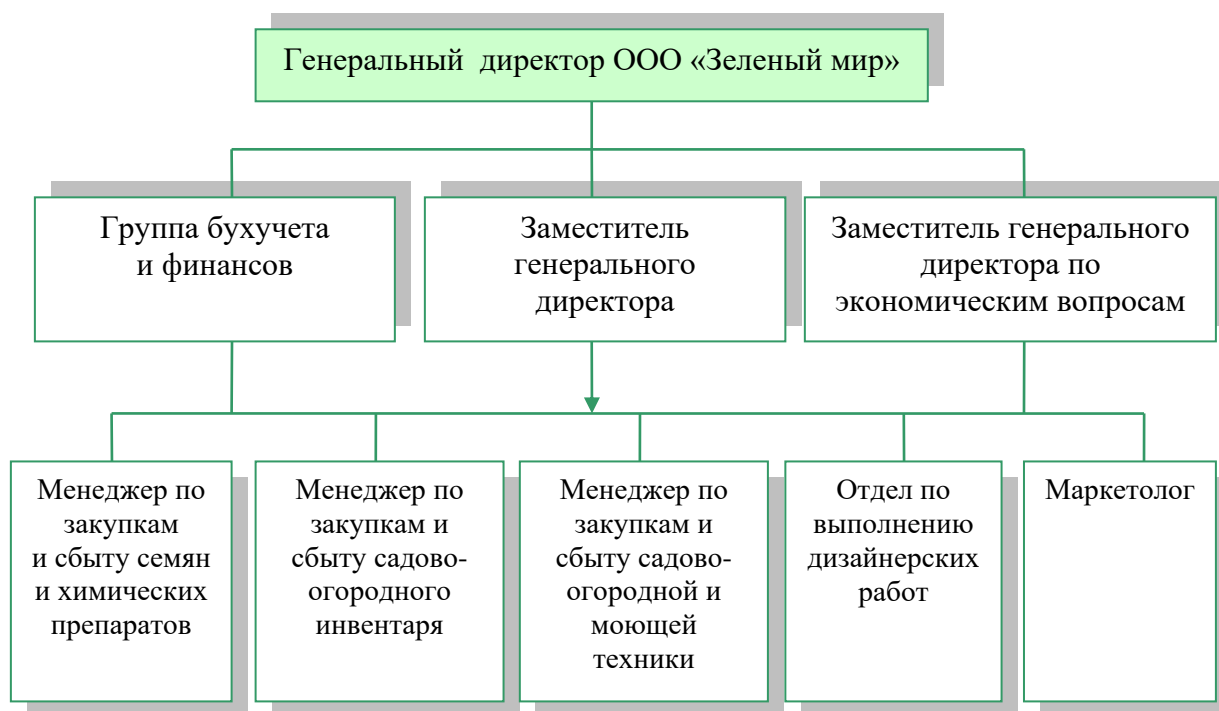 Генеральный директор ООО «Зеленый мир»
Группа бухучета
и финансов
Заместитель
генерального
директора
Заместитель генерального
директора по
экономическим вопросам
Менеджер по
закупкам
и сбыту семян
и химических
препаратов
Менеджер по
закупкам и
сбыту садово-
огородного
инвентаря
Менеджер по
закупкам и
сбыту садово-
огородной и
моющей
техники
Отдел по
выполнению
дизайнерских
работ
Маркетолог